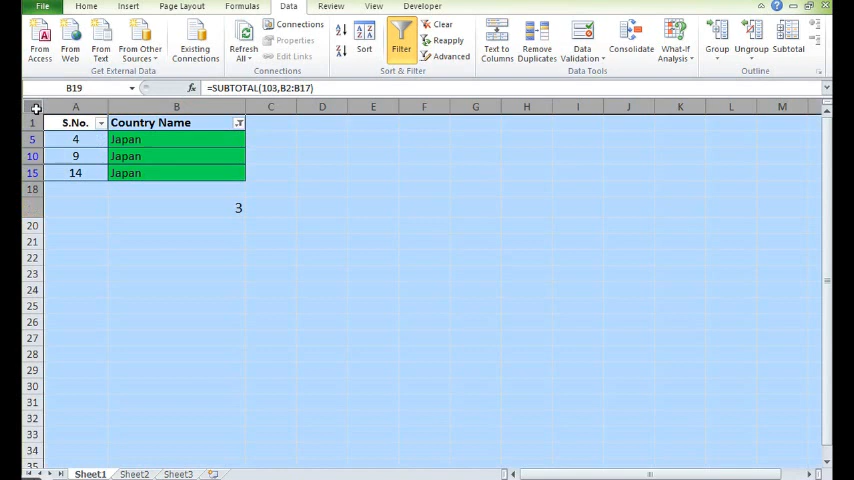 File Home Insert Page Layout Formulas Data Review View Developer
From Access
From Web
From Text
From Other Sources
Existing Connections
Refresh All
Connections
Properties
Edit Links
Sort
Filter
Clear
Reapply
Advanced
Text to Columns
Remove Duplicates
Data Validation
Consolidate
What-If Analysis
Group
Ungroup
Subtotal
Get External Data Connections Sort & Filter Data Tools Outline
B19 fx =SUBTOTAL(103,B2:B17)
A B C D E F G H I J K L M
1 S.No. Country Name
5 4 Japan
10 9 Japan
15 14 Japan
18
3
20
21
22
23
24
25
26
27
28
29
30
31
32
33
34
35
Sheet1 Sheet2 Sheet3